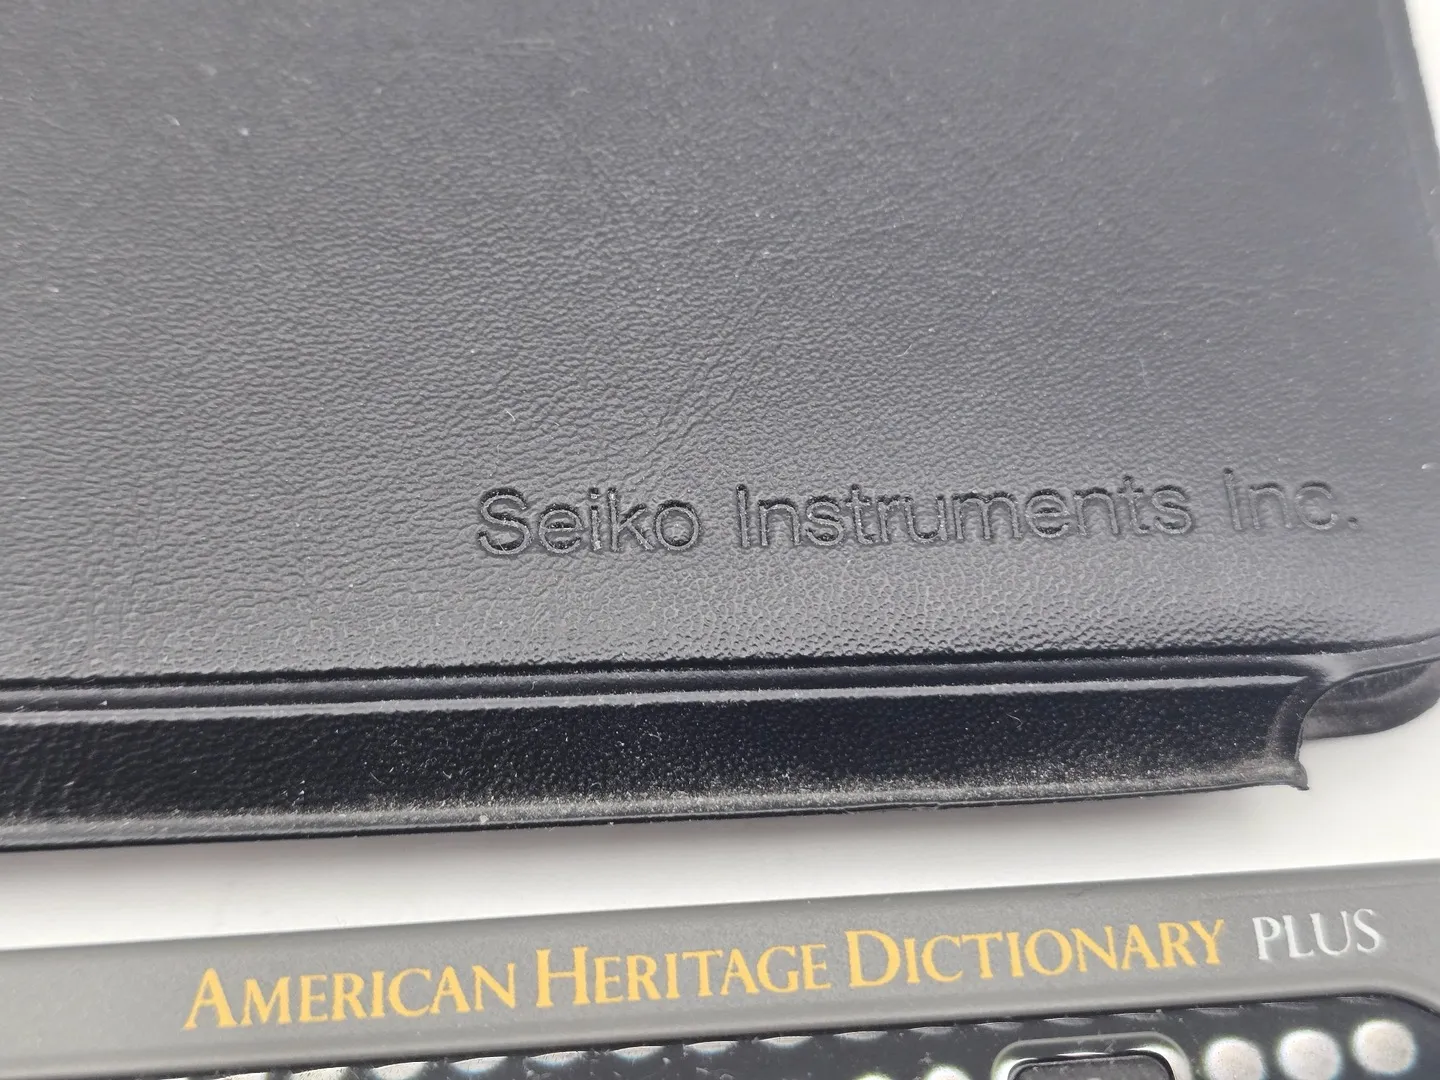 Seiko Instruments Inc.
AMERICAN HERITAGE DICTIONARY PLUS